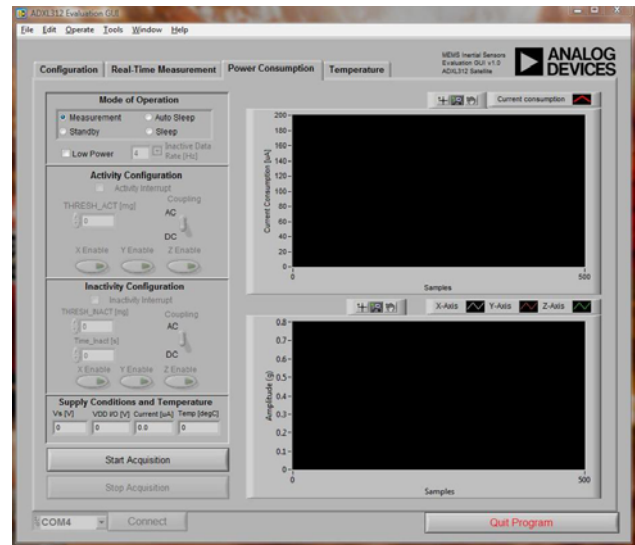 ADXL312 Evaluation GUI
File Edit Operate Tools Window Help
MEMS Inertial Sensors
Evaluation GUI v1.0
ADXL312 Satellite
ANALOG
DEVICES
Configuration Real-Time Measurement Power Consumption Temperature
Mode of Operation
Measurement Auto Sleep
Standby Sleep
Low Power 4 Inactive Data
Rate [Hz]
Activity Configuration
Activity Interrupt
THRESH_ACT [mg] Coupling
0 AC
DC
X Enable Y Enable Z Enable
Inactivity Configuration
Inactivity Interrupt
THRESH_INACT [mg] Coupling
0 AC
Time_Inact [s]
0 DC
X Enable Y Enable Z Enable
Supply Conditions and Temperature
Vs [V] VDD I/O [V] Current [uA] Temp [degC]
0 0 0.0 0
Start Acquisition
Stop Acquisition
COM4 Connect
Current consumption
200
180
160
140
120
100
80
60
40
20
0
Current Consumption [uA]
0 500
Samples
X-Axis Y-Axis Z-Axis
0.8
0.7
0.6
0.5
0.4
0.3
0.2
0.1
0
Amplitude (g)
0 500
Samples
Quit Program